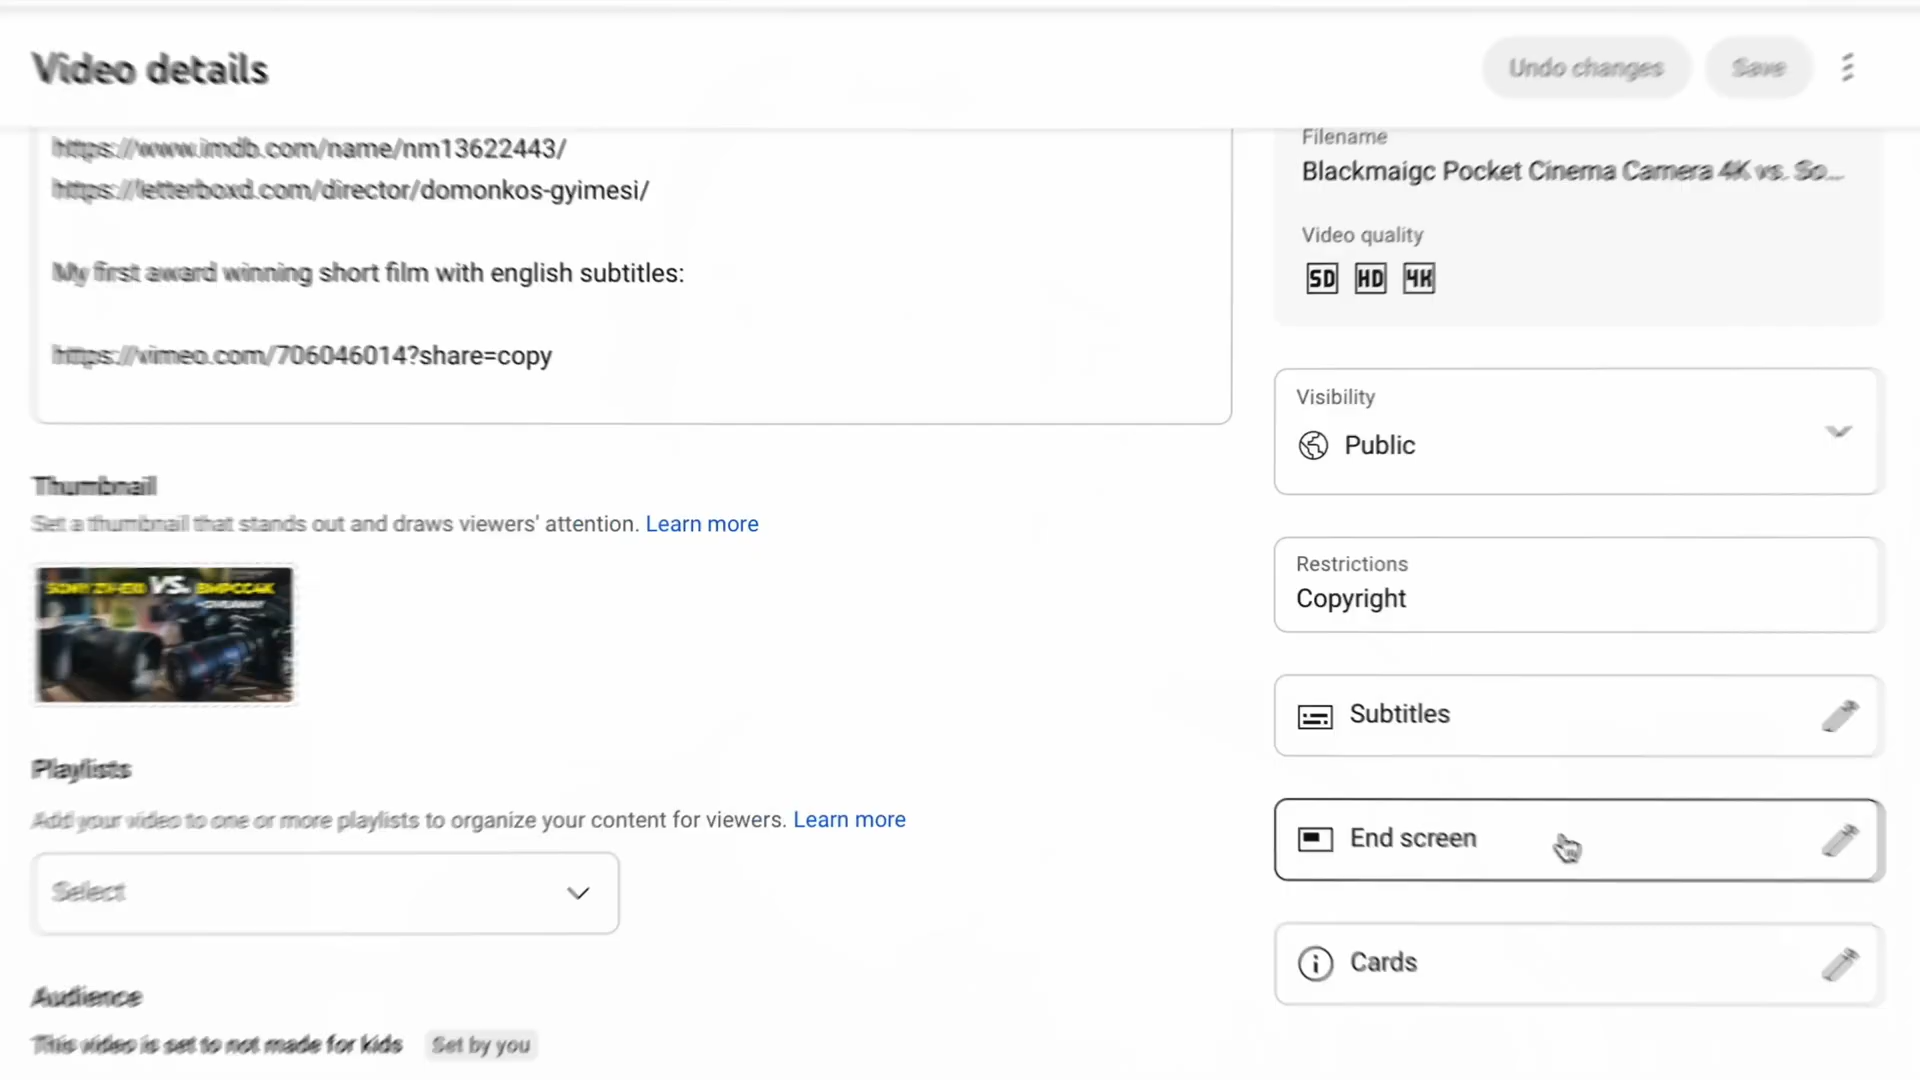 Video details
Undo changes
Save
https://www.imdb.com/name/nm13622443/
https://letterboxd.com/director/domonkos-gyimesi/
My first award winning short film with english subtitles:
https://vimeo.com/706046014?share=copy
Thumbnail
Set a thumbnail that stands out and draws viewers' attention. Learn more
VS. BMPCC4K
GIVEAWAY
Playlists
Add your video to one or more playlists to organize your content for viewers. Learn more
Select
Audience
This video is set to not made for kids
Set by you
Filename
Blackmaigc Pocket Cinema Camera 4K vs. So...
Video quality
SD HD 4K
Visibility
Public
Restrictions
Copyright
Subtitles
End screen
Cards